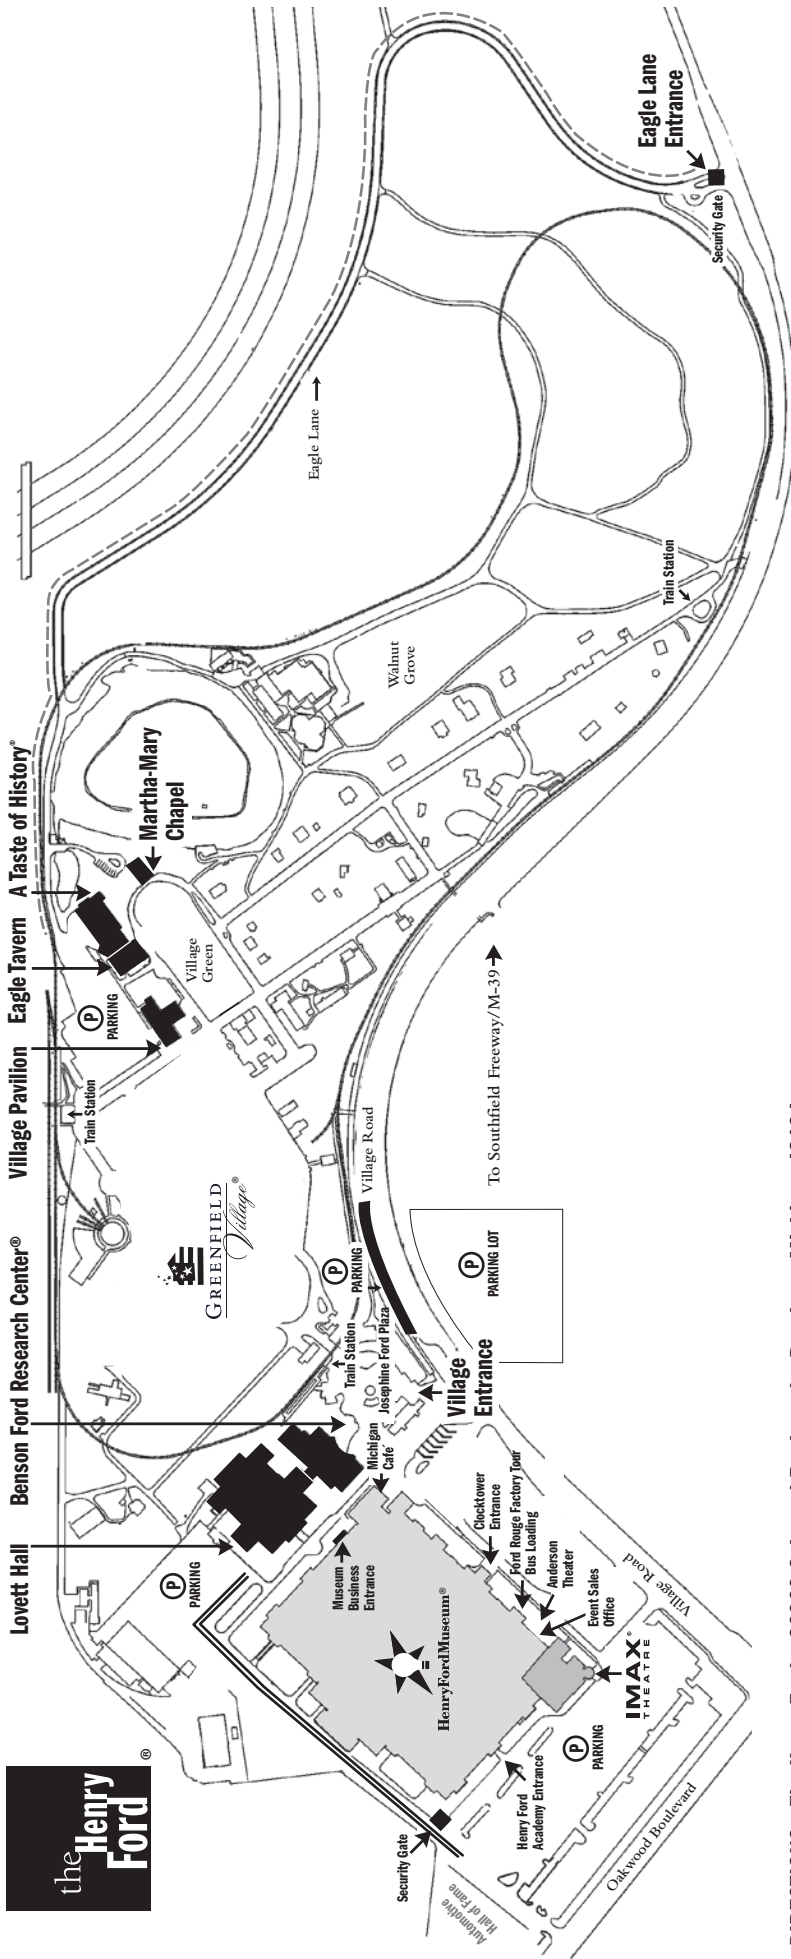 the
Henry
Ford
®
Lovett Hall
Benson Ford Research Center®
Village Pavilion
Eagle Tavern
A Taste of History®
Martha-Mary
Chapel
Eagle Lane
Entrance
Security Gate
Eagle Lane
Train Station
Walnut
Grove
Village
Green
P
PARKING
Train Station
GREENFIELD
Village®
Village Road
To Southfield Freeway/M-39
P
PARKING
P
PARKING LOT
Train Station
Josephine Ford Plaza
Village
Entrance
Michigan
Café
P
PARKING
Museum
Business
Entrance
HenryFordMuseum®
Clocktower
Entrance
Ford Rouge Factory Tour
Bus Loading
Anderson
Theater
Event Sales
Office
IMAX®
THEATRE
Village Road
P
PARKING
Henry Ford
Academy Entrance
Security Gate
Oakwood Boulevard
Automotive
Hall of Fame